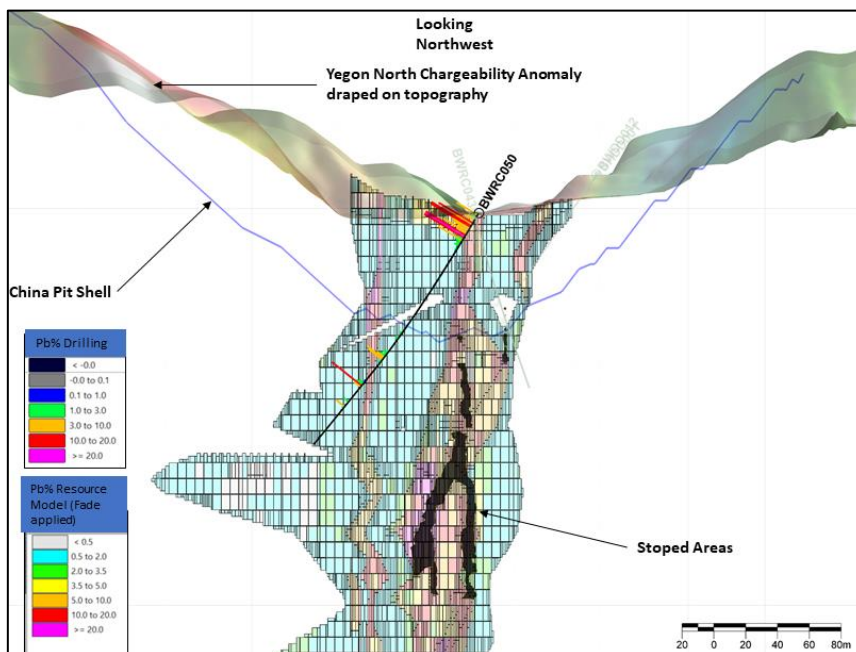 Looking
Northwest
Yegon North Chargeability Anomaly
draped on topography
BWRC043
BWRC050
China Pit Shell
Pb% Drilling
< -0.0
-0.0 to 0.1
0.1 to 1.0
1.0 to 3.0
3.0 to 10.0
10.0 to 20.0
>= 20.0
Pb% Resource
Model (Fade
applied)
< 0.5
0.5 to 2.0
2.0 to 3.5
3.5 to 5.0
5.0 to 10.0
10.0 to 20.0
>= 20.0
Stoped Areas
20 0 20 40 60 80m